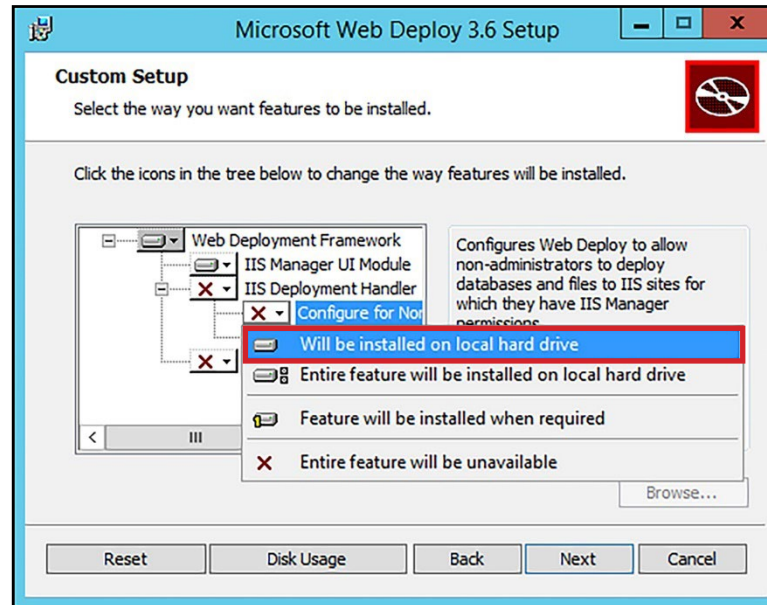 Microsoft Web Deploy 3.6 Setup
Custom Setup
Select the way you want features to be installed.
Click the icons in the tree below to change the way features will be installed.
Web Deployment Framework
IIS Manager UI Module
IIS Deployment Handler
Configure for Nor
Configures Web Deploy to allow
non-administrators to deploy
databases and files to IIS sites for
which they have IIS Manager
permissions
Will be installed on local hard drive
Entire feature will be installed on local hard drive
Feature will be installed when required
Entire feature will be unavailable
Browse...
Reset
Disk Usage
Back
Next
Cancel